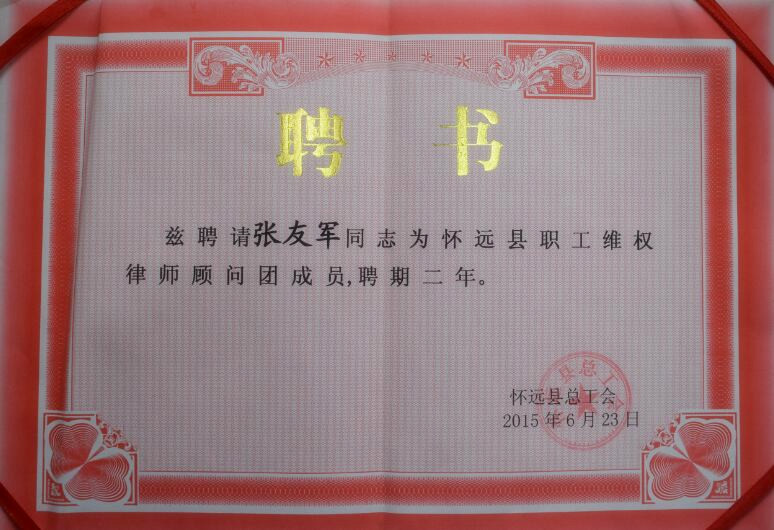 聘书
兹聘请张友军同志为怀远县职工维权
律师顾问团成员,聘期二年。
怀远县总工会
2015年6月23日